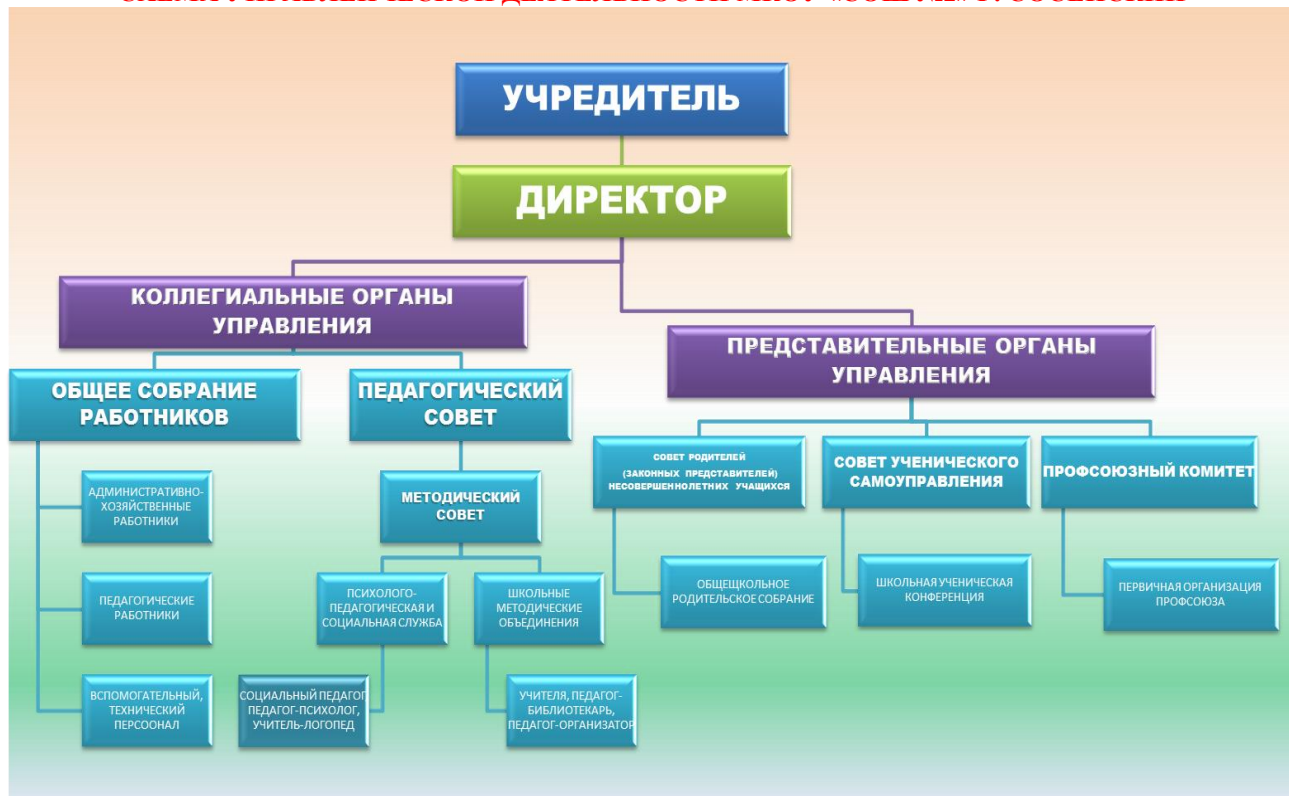 УЧРЕДИТЕЛЬ
ДИРЕКТОР
КОЛЛЕГИАЛЬНЫЕ ОРГАНЫ
УПРАВЛЕНИЯ
ПРЕДСТАВИТЕЛЬНЫЕ ОРГАНЫ
УПРАВЛЕНИЯ
ОБЩЕЕ СОБРАНИЕ
РАБОТНИКОВ
ПЕДАГОГИЧЕСКИЙ
СОВЕТ
СОВЕТ РОДИТЕЛЕЙ
(ЗАКОННЫХ ПРЕДСТАВИТЕЛЕЙ)
НЕСОВЕРШЕННОЛЕТНИХ УЧАЩИХСЯ
СОВЕТ УЧЕНИЧЕСКОГО
САМОУПРАВЛЕНИЯ
ПРОФСОЮЗНЫЙ КОМИТЕТ
АДМИНИСТРАТИВНО-
ХОЗЯЙСТВЕННЫЕ
РАБОТНИКИ
МЕТОДИЧЕСКИЙ
СОВЕТ
ПЕДАГОГИЧЕСКИЕ
РАБОТНИКИ
ПСИХОЛОГО-
ПЕДАГОГИЧЕСКАЯ И
СОЦИАЛЬНАЯ СЛУЖБА
ШКОЛЬНЫЕ
МЕТОДИЧЕСКИЕ
ОБЪЕДИНЕНИЯ
ОБЩЕЩКОЛЬНОЕ
РОДИТЕЛЬСКОЕ СОБРАНИЕ
ШКОЛЬНАЯ УЧЕНИЧЕСКАЯ
КОНФЕРЕНЦИЯ
ПЕРВИЧНАЯ ОРГАНИЗАЦИЯ
ПРОФСОЮЗА
ВСПОМОГАТЕЛЬНЫЙ,
ТЕХНИЧЕСКИЙ
ПЕРСООНАЛ
СОЦИАЛЬНЫЙ ПЕДАГОГ,
ПЕДАГОГ-ПСИХОЛОГ,
УЧИТЕЛЬ-ЛОГОПЕД
УЧИТЕЛЯ, ПЕДАГОГ-
БИБЛИОТЕКАРЬ,
ПЕДАГОГ-ОРГАНИЗАТОР